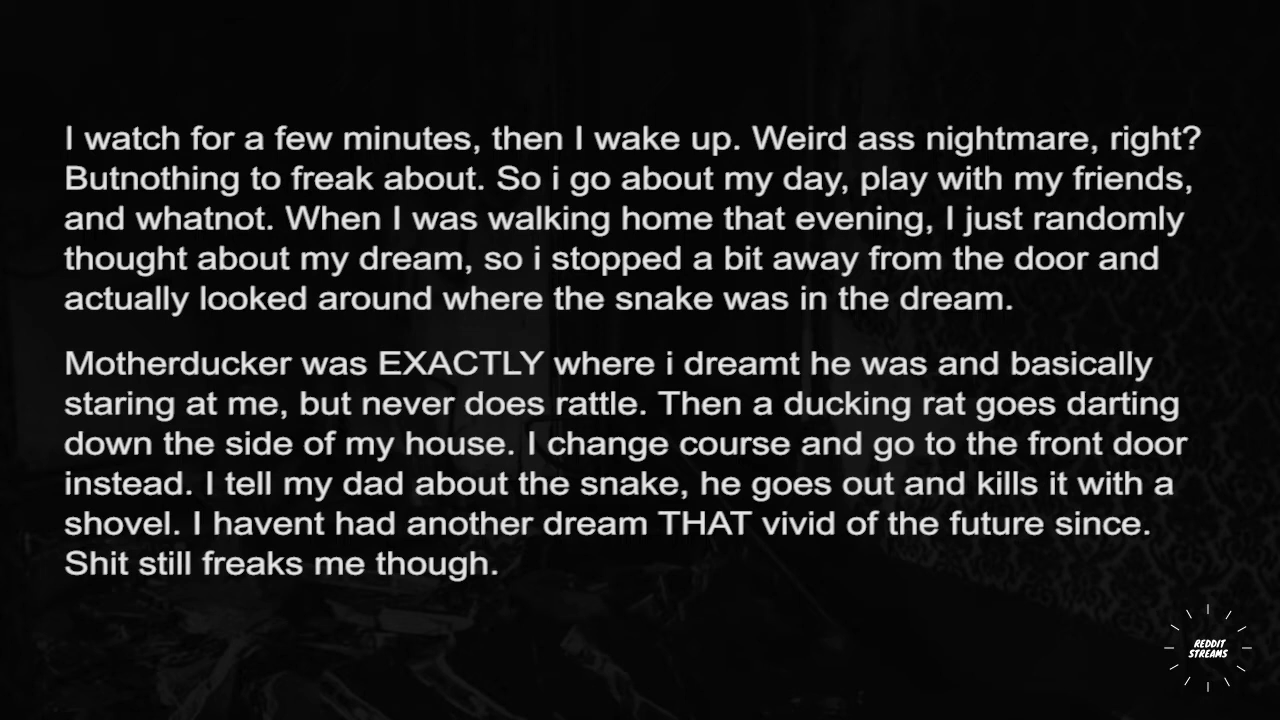 I watch for a few minutes, then I wake up. Weird ass nightmare, right?
Butnothing to freak about. So i go about my day, play with my friends,
and whatnot. When I was walking home that evening, I just randomly
thought about my dream, so i stopped a bit away from the door and
actually looked around where the snake was in the dream.
Motherducker was EXACTLY where i dreamt he was and basically
staring at me, but never does rattle. Then a ducking rat goes darting
down the side of my house. I change course and go to the front door
instead. I tell my dad about the snake, he goes out and kills it with a
shovel. I havent had another dream THAT vivid of the future since.
Shit still freaks me though.
REDDIT
STREAMS